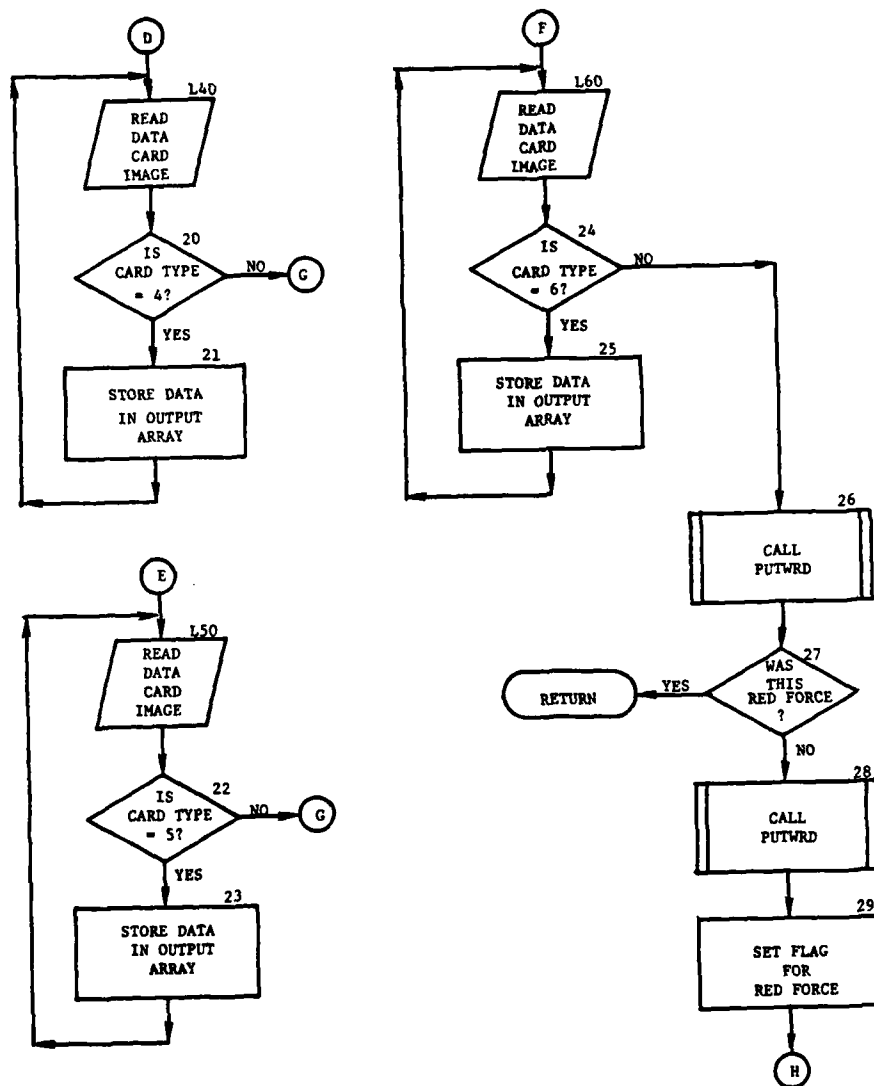 D
L40
READ
DATA
CARD
IMAGE
20
IS
CARD TYPE
= 4?
NO
G
YES
21
STORE DATA
IN OUTPUT
ARRAY
E
L50
READ
DATA
CARD
IMAGE
22
IS
CARD TYPE
= 5?
NO
G
YES
23
STORE DATA
IN OUTPUT
ARRAY
F
L60
READ
DATA
CARD
IMAGE
24
IS
CARD TYPE
= 6?
NO
YES
25
STORE DATA
IN OUTPUT
ARRAY
26
CALL
PUTWRD
27
WAS
THIS
RED FORCE
?
YES
RETURN
NO
28
CALL
PUTWRD
29
SET FLAG
FOR
RED FORCE
H